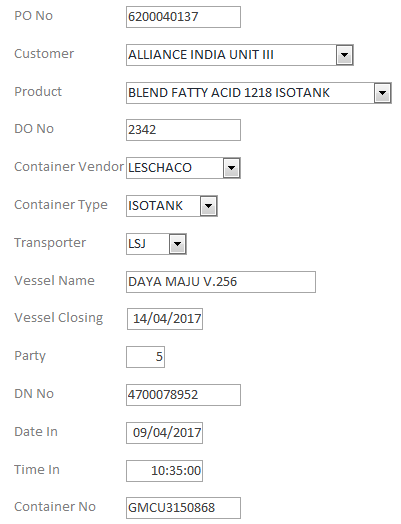 PO No 6200040137
Customer ALLIANCE INDIA UNIT III
Product BLEND FATTY ACID 1218 ISOTANK
DO No 2342
Container Vendor LESCHACO
Container Type ISOTANK
Transporter LSJ
Vessel Name DAYA MAJU V.256
Vessel Closing 14/04/2017
Party 5
DN No 4700078952
Date In 09/04/2017
Time In 10:35:00
Container No GMCU3150868